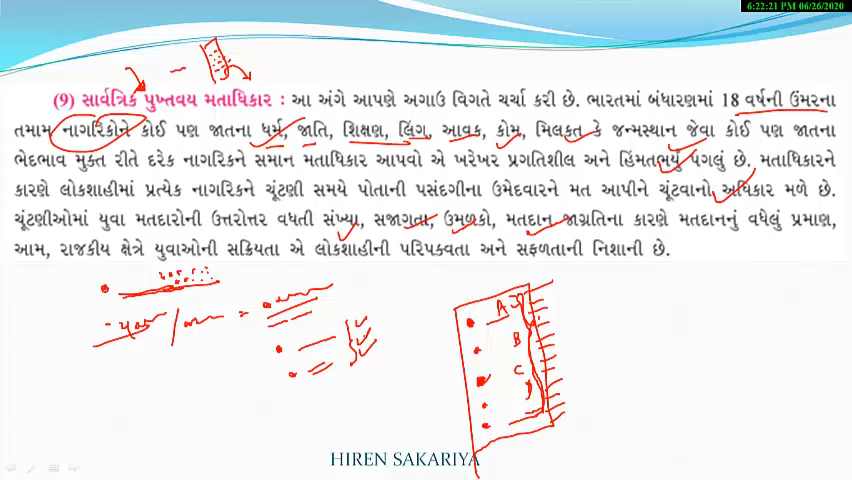 6:22:21 PM 06/26/2020
(9) સાર્વત્રિક પુખ્તવય મતાધિકાર : આ અંગે આપણે અગાઉ વિગતે ચર્ચા કરી છે. ભારતમાં બંધારણમાં 18 વર્ષની ઉંમરના
તમામ નાગરિકોને કોઈ પણ જાતના ધર્મ, જાતિ, શિક્ષણ, લિંગ, આવક, કોમ, મિલકત કે જન્મસ્થાન જેવા કોઈ પણ જાતના
ભેદભાવ મુક્ત રીતે દરેક નાગરિકને સમાન મતાધિકાર આપવો એ ખરેખર પ્રગતિશીલ અને હિંમતભર્યું પગલું છે. મતાધિકારને
કારણે લોકશાહીમાં પ્રત્યેક નાગરિકને ચૂંટણી સમયે પોતાની પસંદગીના ઉમેદવારને મત આપીને ચૂંટવાનો અધિકાર મળે છે.
ચૂંટણીઓમાં યુવા મતદારોની ઉત્તરોત્તર વધતી સંખ્યા, સજાગતા, ઉમળકો, મતદાન જાગ્રતિના કારણે મતદાનનું વધેલું પ્રમાણ,
આમ, રાજકીય ક્ષેત્રે યુવાઓની સક્રિયતા એ લોકશાહીની પરિપક્વતા અને સફળતાની નિશાની છે.
A
B
C
HIREN SAKARIYA